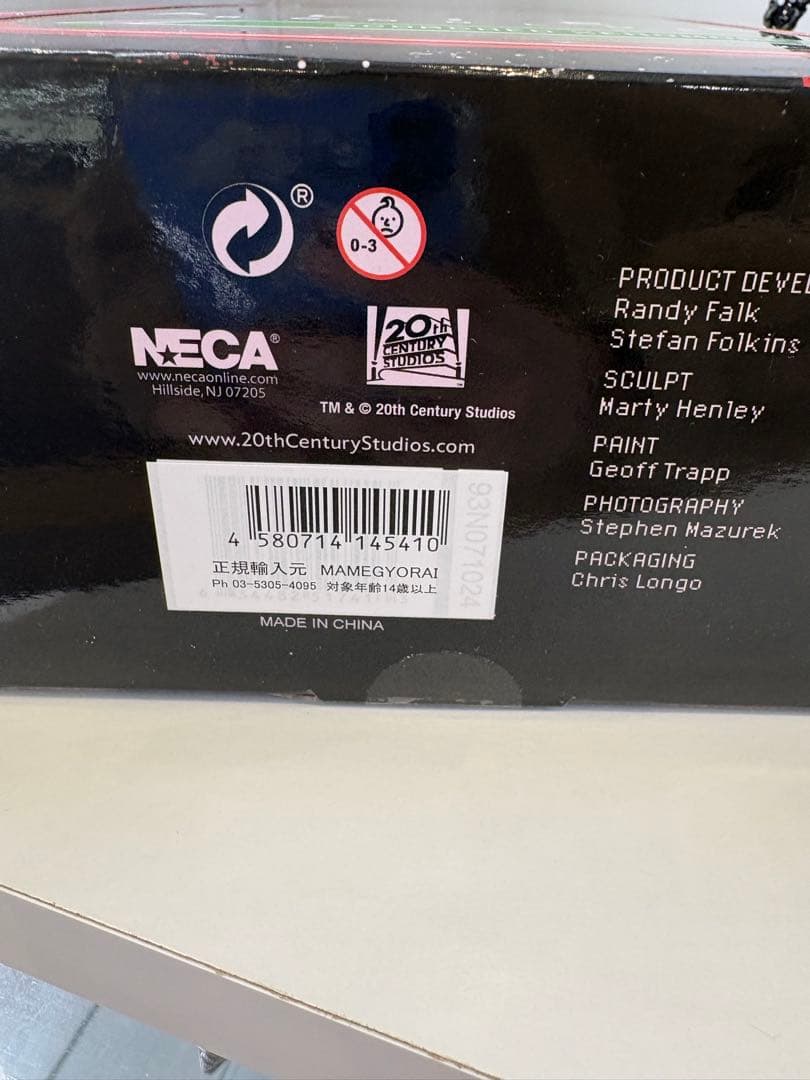 ®
0-3
NECA®
www.necaonline.com
Hillside, NJ 07205
20th
CENTURY
STUDIOS
TM
TM & © 20th Century Studios
www.20thCenturyStudios.com
4 580714 145410
正規輸入元 MAMEGYORAI
Ph 03-5305-4095 対象年齢14歳以上
93N071024
MADE IN CHINA
PRODUCT DEVEL
Randy Falk
Stefan Folkins
SCULPT
Marty Henley
PAINT
Geoff Trapp
PHOTOGRAPHY
Stephen Mazurek
PACKAGING
Chris Longo